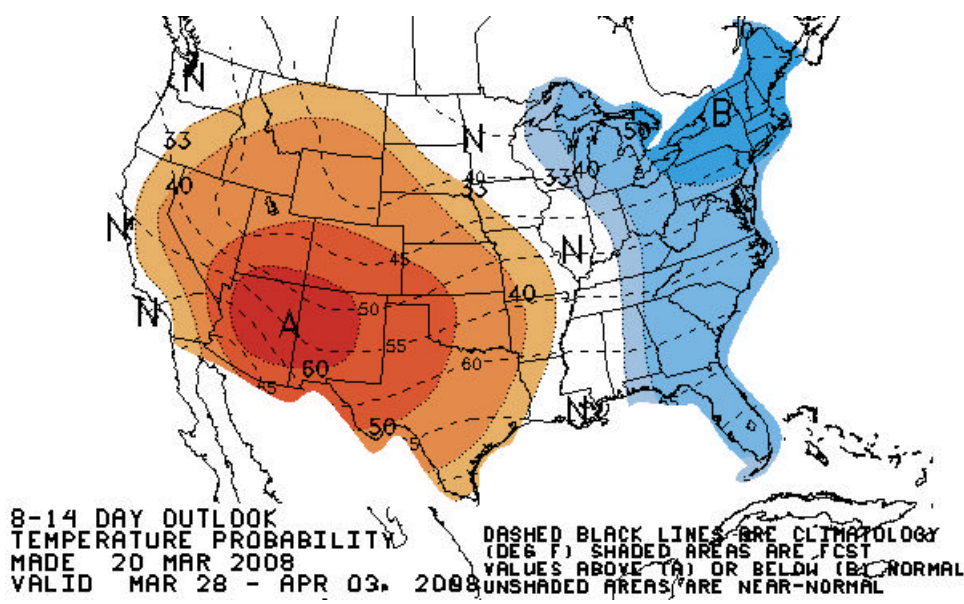 N
33
40
N
N
A
45
50
55
60
60
50
N
40
33
40
N
N
33
40
50
B
8-14 DAY OUTLOOK
TEMPERATURE PROBABILITY
MADE 20 MAR 2008
VALID MAR 28 - APR 03, 2008
DASHED BLACK LINES ARE CLIMATOLOGY
(DEG F) SHADED AREAS ARE FCST
VALUES ABOVE (A) OR BELOW (B) NORMAL
UNSHADED AREAS ARE NEAR-NORMAL